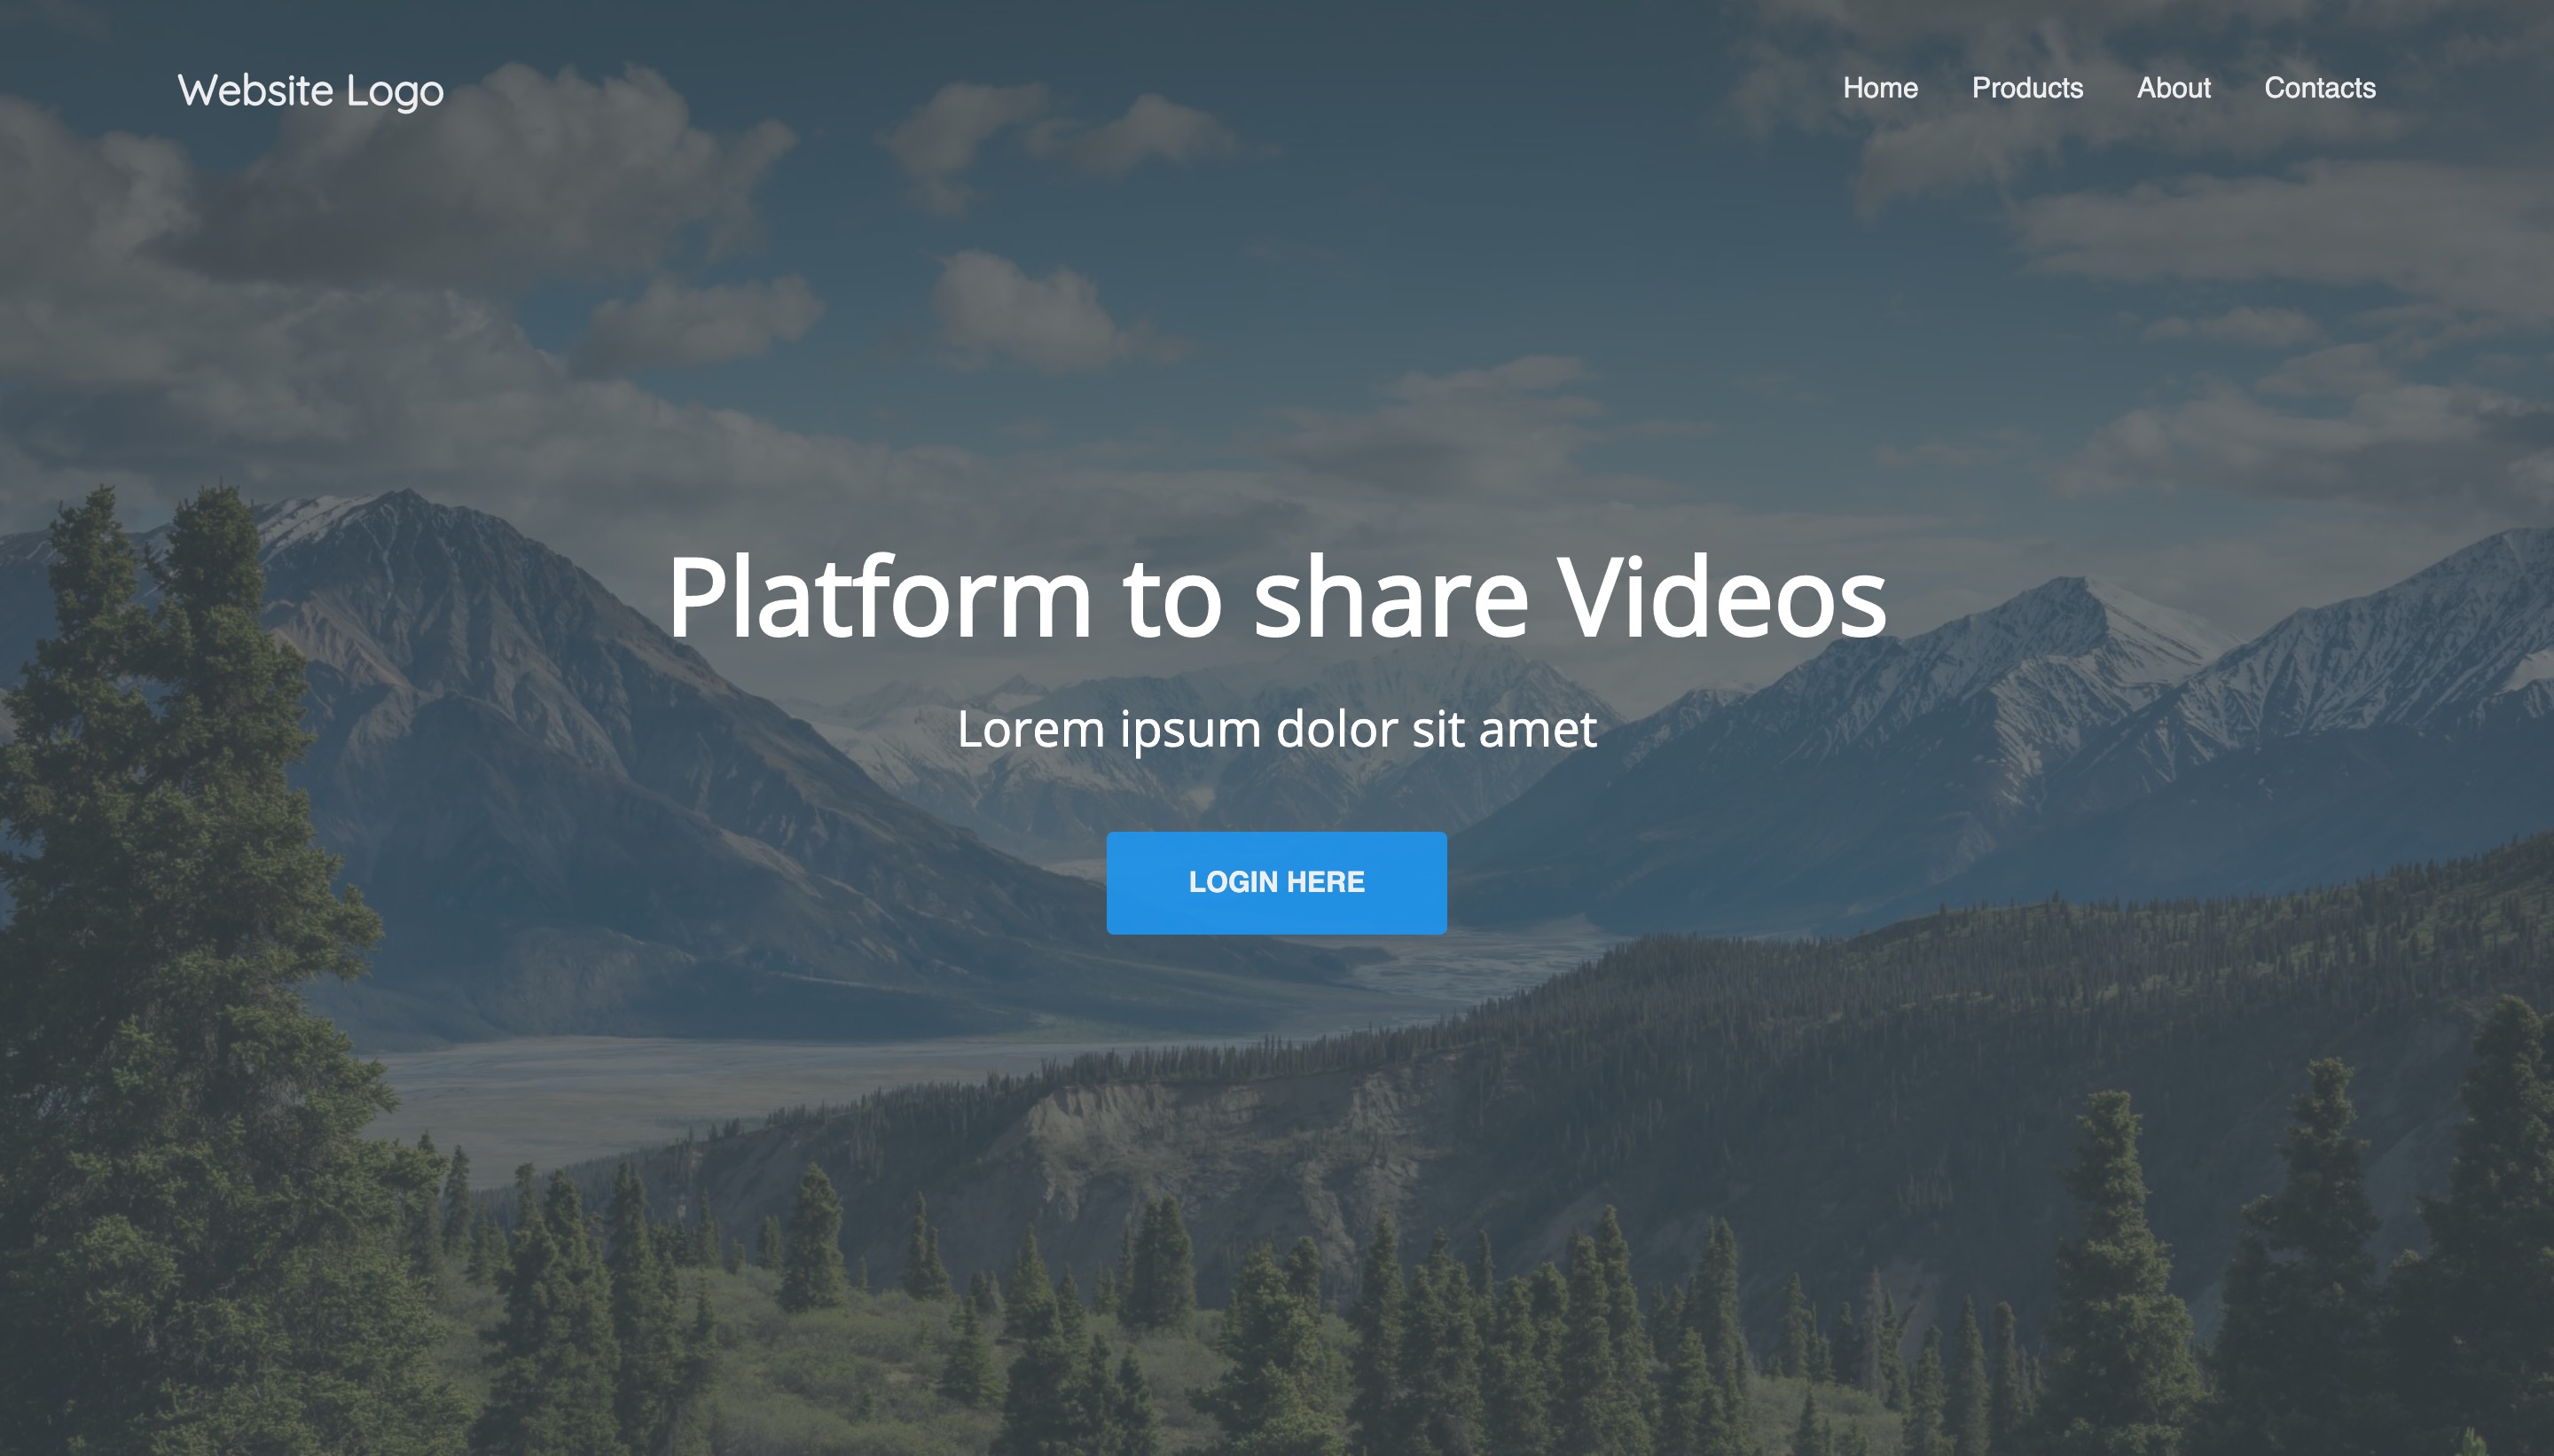 Website Logo
Home Products About Contacts
Platform to share Videos
Lorem ipsum dolor sit amet
LOGIN HERE